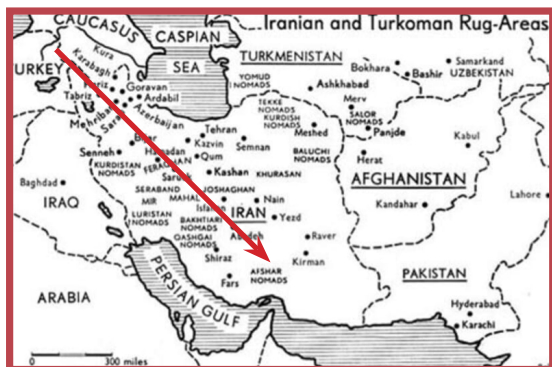 Iranian and Turkoman Rug-Areas
CAUCASUS
CASPIAN
SEA
Kura
Karabagh
URKEY
Tabriz
Goravan
Ardabil
Azerbaijan
TURKMENISTAN
YOMUD
NOMADS
Ashkhabad
Bokhara
Bashir
Samarkand
UZBEKISTAN
TEKKE
NOMADS
KURDISH
NOMADS
Merv
SALOR
NOMADS
Panjde
Meshed
BALUCHI
NOMADS
Herat
Kabul
Tehran
Kazvin
Semnan
Qum
Hamadan
Senneh
KURDISTAN
NOMADS
FERAGHAN
Kashan
KHURASAN
AFGHANISTAN
Kandahar
Lahore
Baghdad
IRAQ
SERABAND
MIR
MAHAL
JOSHAGHAN
Nain
LURISTAN
NOMADS
BAKHTIARI
NOMADS
IRAN
Yezd
QASHGAI
NOMADS
Raver
Shiraz
Kirman
AFSHAR
NOMADS
Fars
PERSIAN GULF
ARABIA
PAKISTAN
Hyderabad
Karachi
0
300 miles